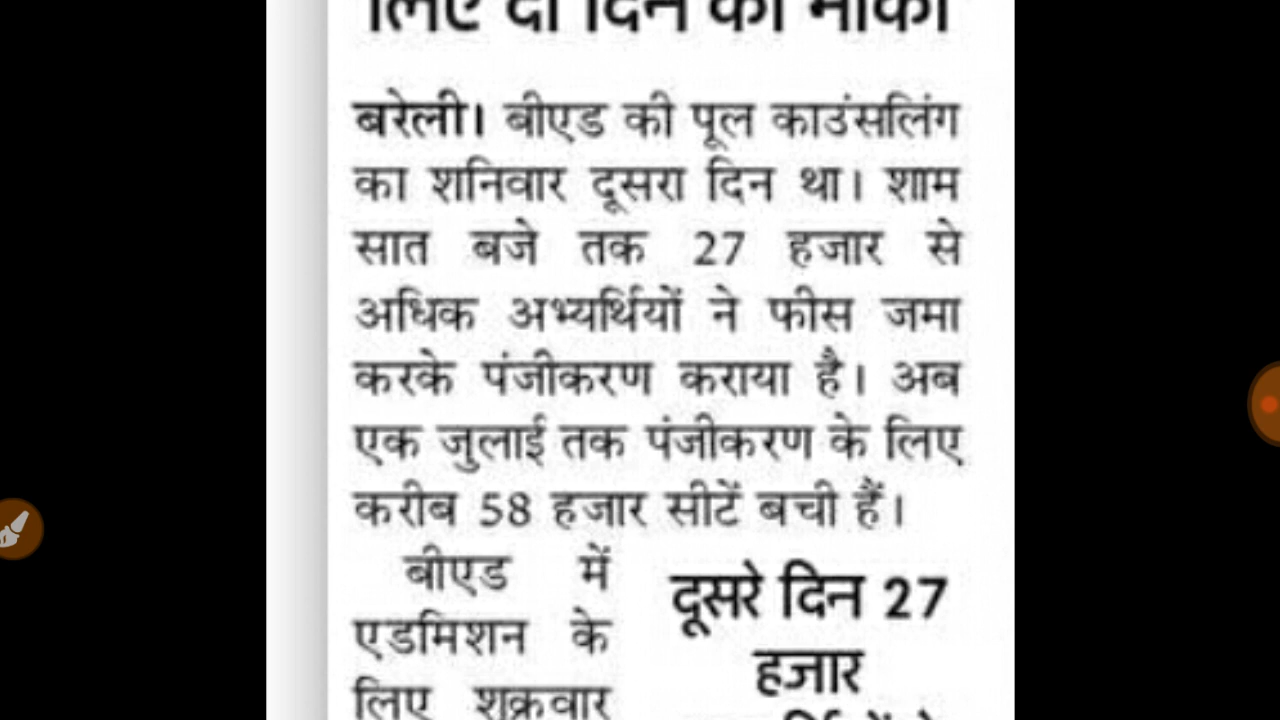 लिए दो दिन का मौका
बरेली। बीएड की पूल काउंसलिंग
का शनिवार दूसरा दिन था। शाम
सात बजे तक 27 हजार से
अधिक अभ्यर्थियों ने फीस जमा
करके पंजीकरण कराया है। अब
एक जुलाई तक पंजीकरण के लिए
करीब 58 हजार सीटें बची हैं।
बीएड में
एडमिशन के
लिए शुक्रवार
दूसरे दिन 27
हजार